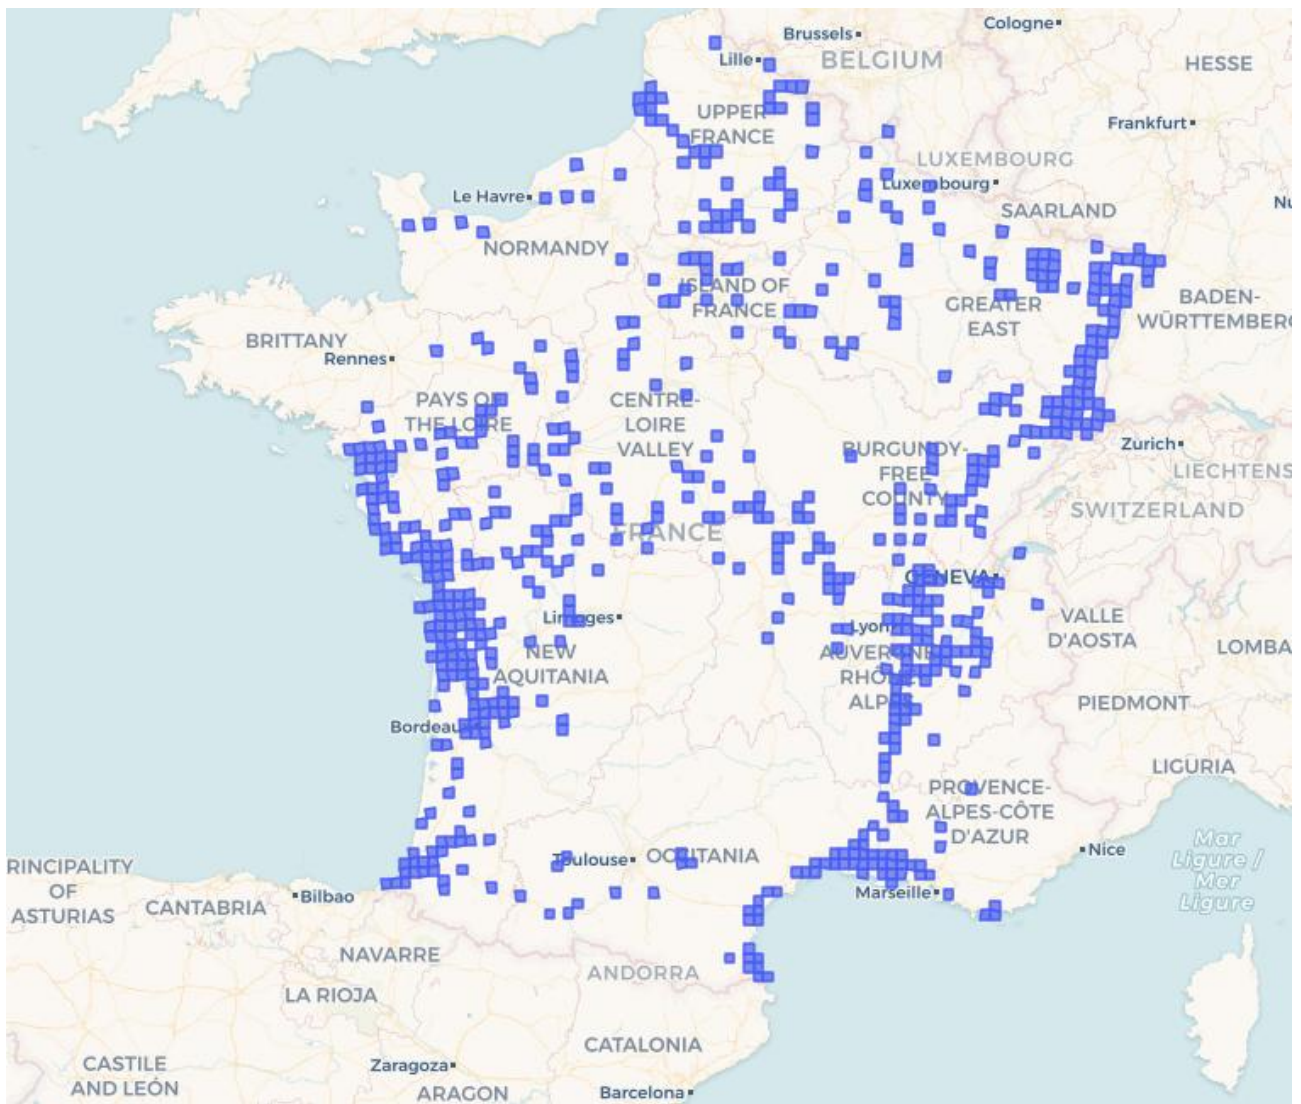 Cologne
Brussels
Lille
BELGIUM
HESSE
UPPER
FRANCE
Frankfurt
LUXEMBOURG
Luxembourg
Le Havre
SAARLAND
Nu
NORMANDY
ISLAND OF
FRANCE
GREATER
EAST
BADEN-
WÜRTTEMBERG
BRITTANY
Rennes
PAYS OF
THE LOIRE
CENTRE-
LOIRE
VALLEY
BURGUNDY-
FREE
COUNTY
Zurich
LIECHTENS
SWITZERLAND
FRANCE
GENEVA
Limoges
Lyon
VALLE
D'AOSTA
LOMBA
NEW
AQUITANIA
AUVERGNE
RHÔNE
ALPES
PIEDMONT
Bordeaux
LIGURIA
PROVENCE-
ALPES-CÔTE
D'AZUR
Toulouse
OCCITANIA
Nice
Mar
Ligure /
Mer
Ligure
RINCIPALITY
OF
ASTURIAS
CANTABRIA
Bilbao
Marseille
NAVARRE
ANDORRA
LA RIOJA
CATALONIA
CASTILE
AND LEÓN
Zaragoza
ARAGON
Barcelona